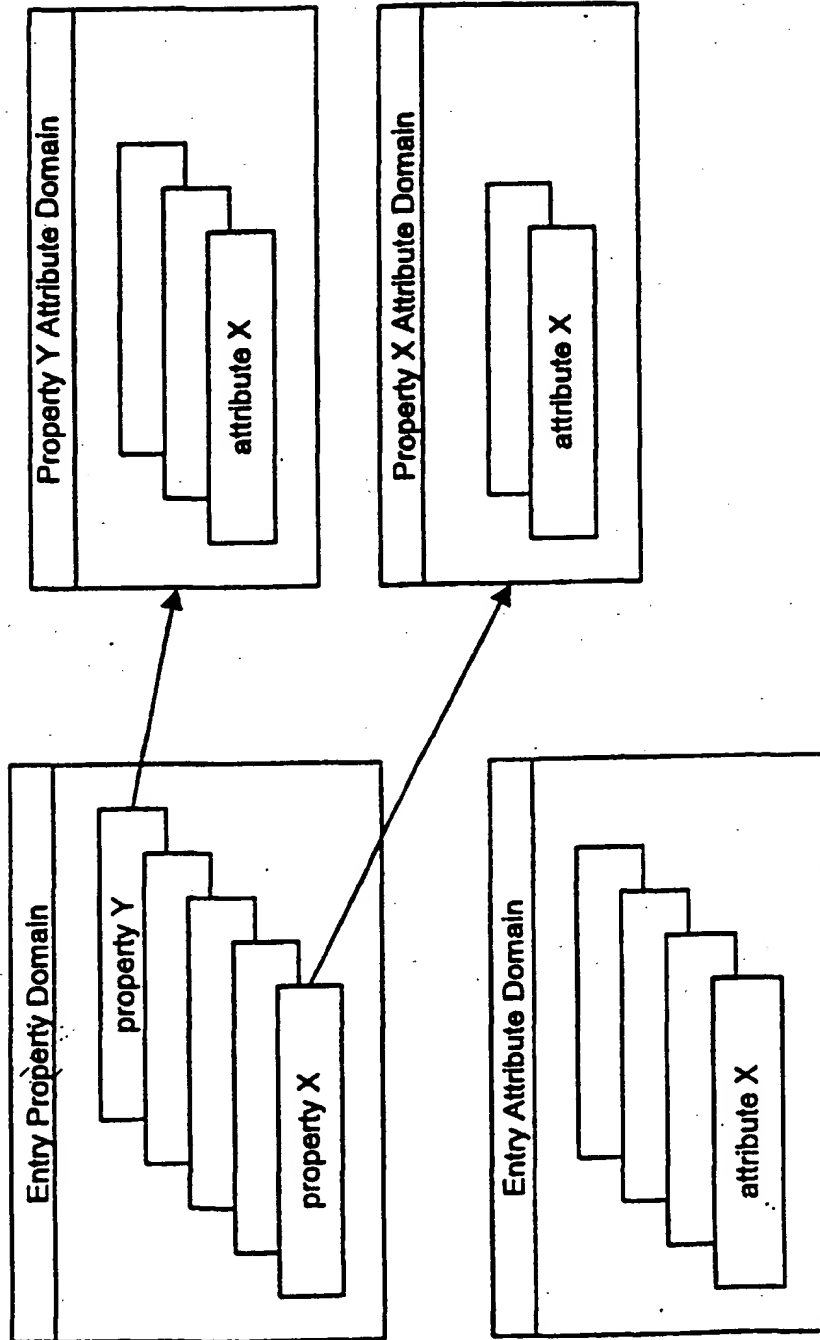 Entry Property Domain
property Y
property X
Property Y Attribute Domain
attribute X
Entry Attribute Domain
attribute X
Property X Attribute Domain
attribute X